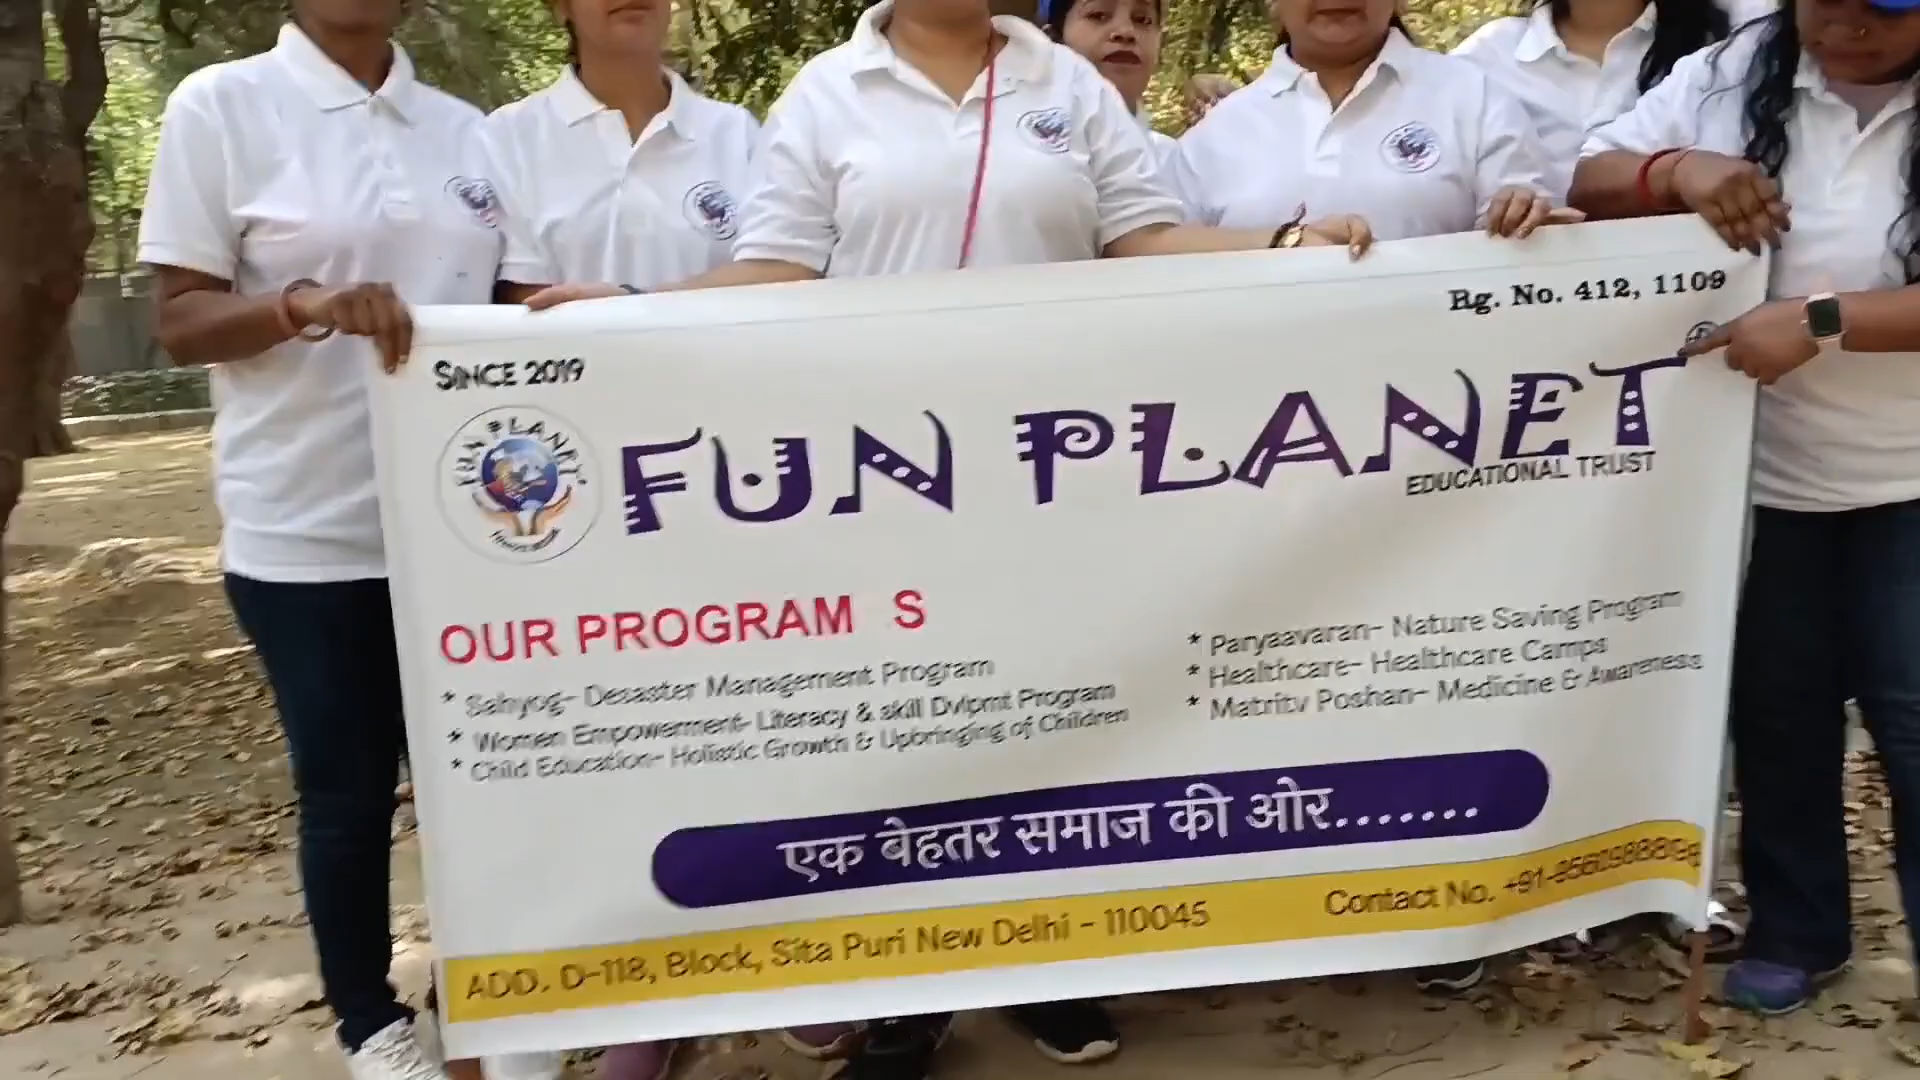 Rg. No. 412, 1109
SINCE 2019
FUN PLANET
FUN PLANET
EDUCATIONAL TRUST
OUR PROGRAM S
* Sahyog- Desaster Management Program
* Women Empowerment- Literacy & skill Dvlpmt Program
* Child Education- Holistic Growth & Upbringing of Children
* Paryaavaran- Nature Saving Program
* Healthcare- Healthcare Camps
* Matritv Poshan- Medicine & Awareness
एक बेहतर समाज की ओर.......
ADD. D-118, Block, Sita Puri New Delhi - 110045
Contact No.